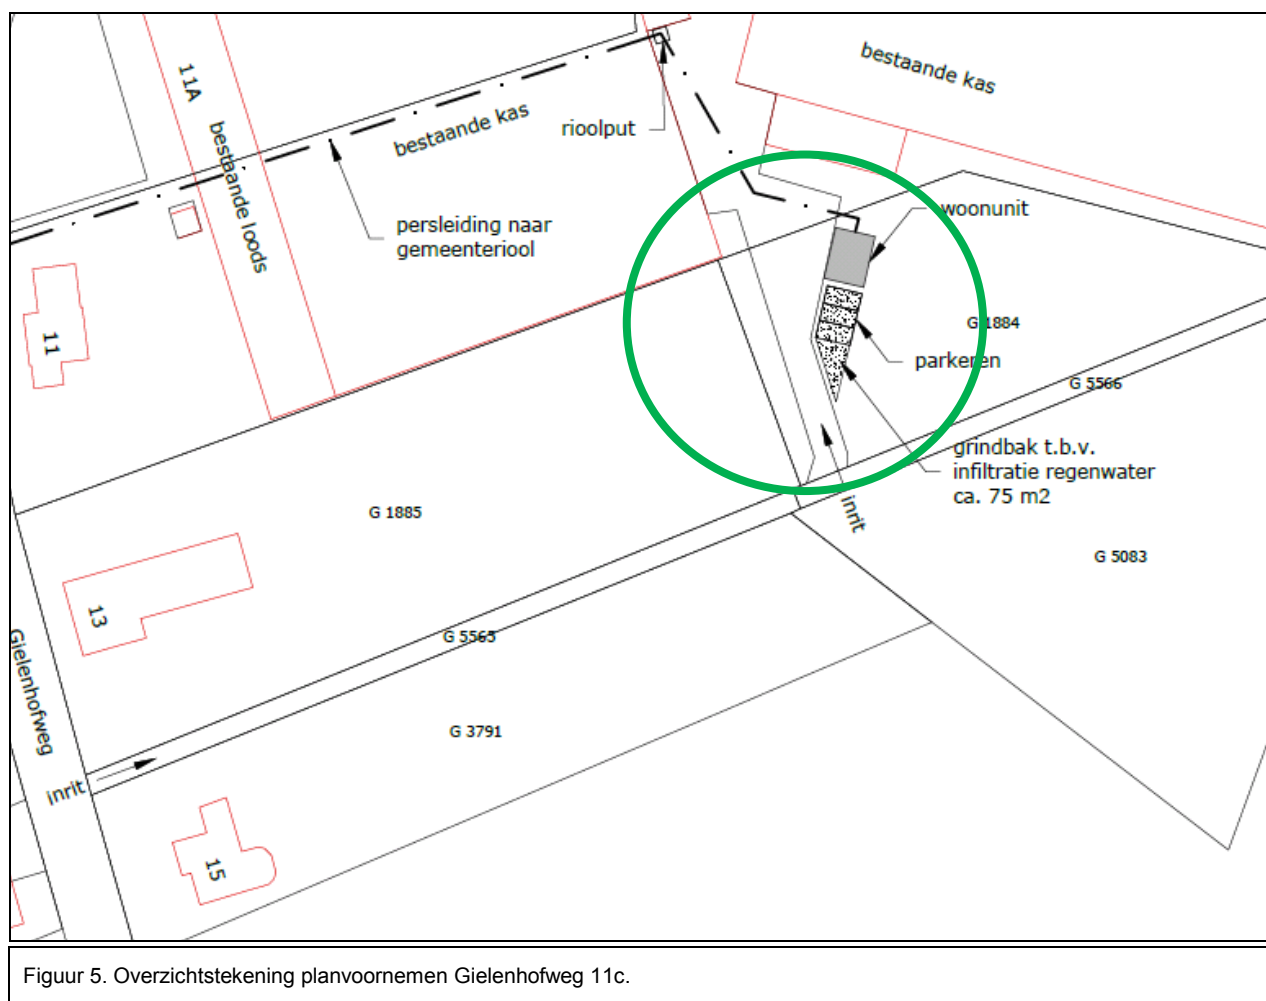 bestaande kas
11A
bestaande loods
bestaande kas
rioolput
persleiding naar
gemeenteriool
woonunit
11
G 1884
parkeren
G 5566
grindbak t.b.v.
infiltratie regenwater
ca. 75 m2
inrit
G 1885
G 5083
13
G 5565
Gielenhofweg
G 3791
inrit
15
Figuur 5. Overzichtstekening planvoornemen Gielenhofweg 11c.